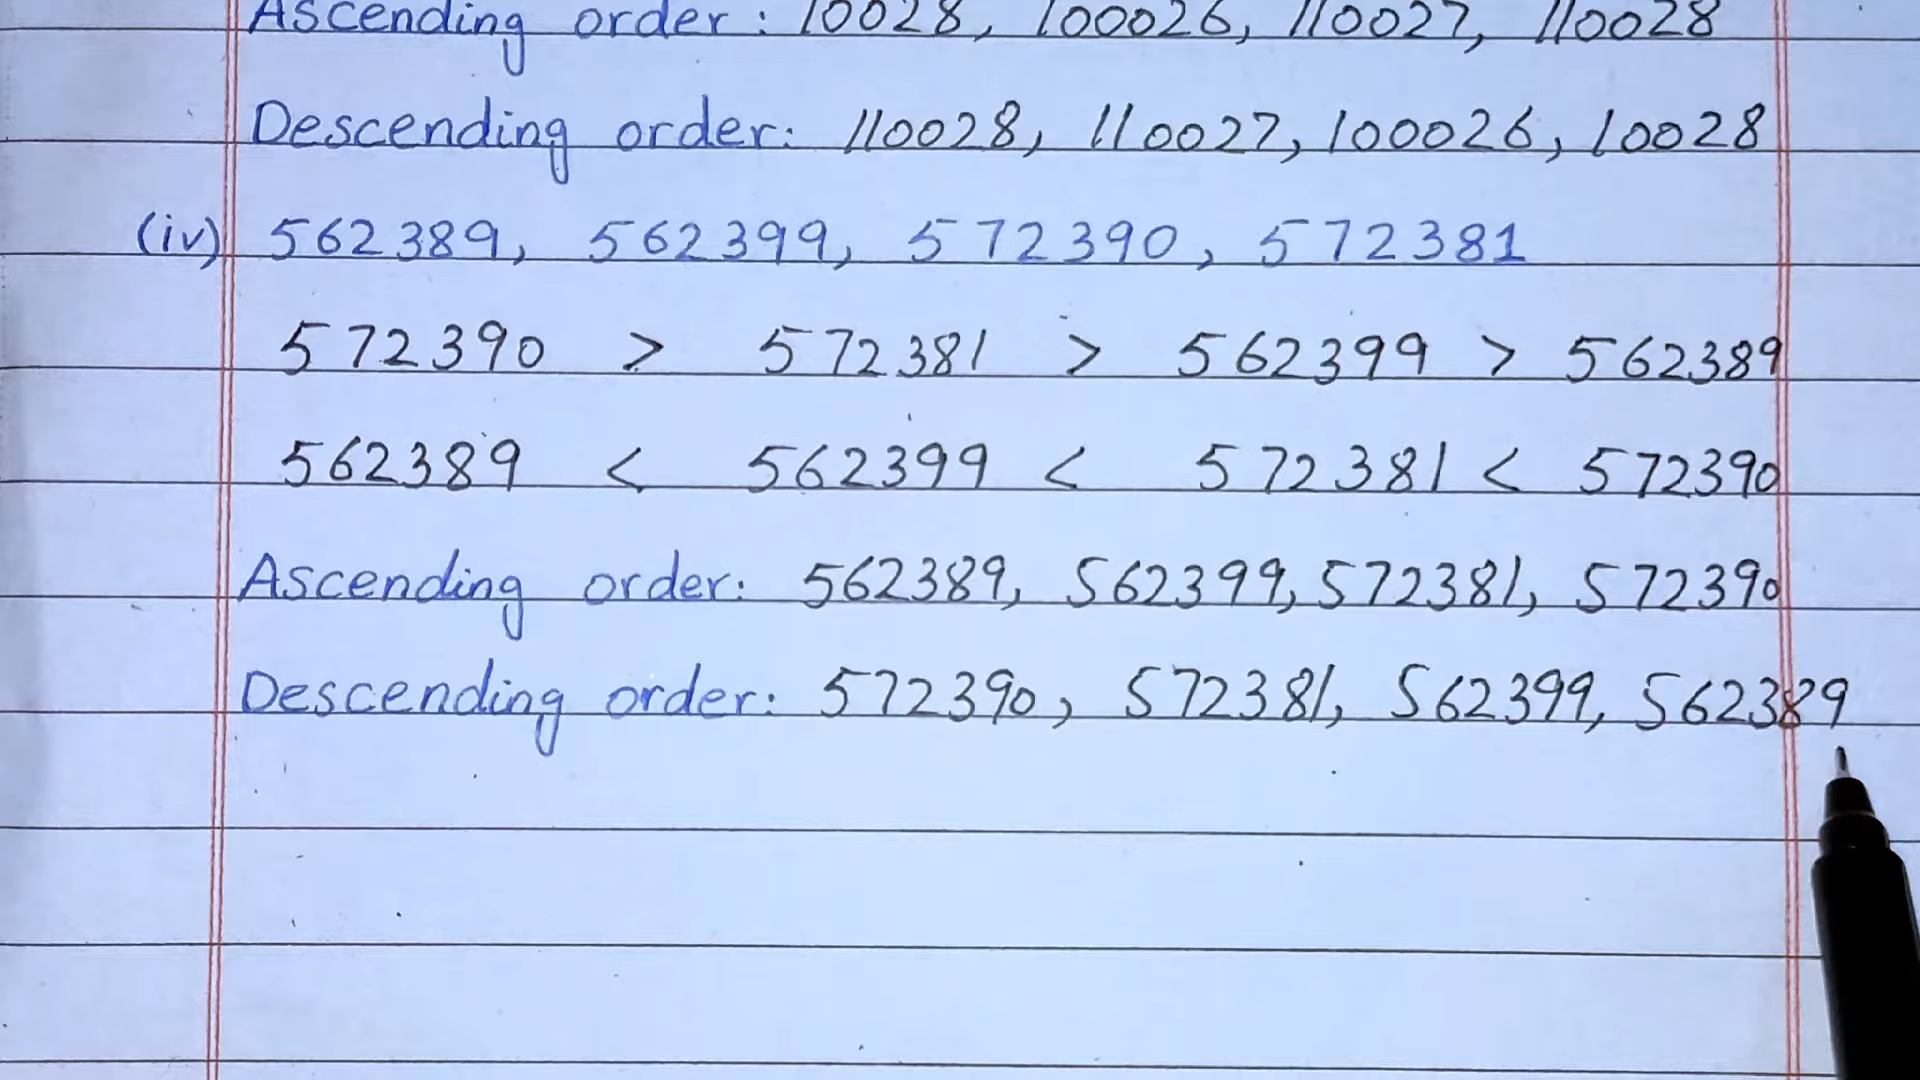 Ascending order: 10028, 100026, 110027, 110028
Descending order: 110028, 110027, 100026, 10028
(iv) 562389, 562399, 572390, 572381
572390 > 572381 > 562399 > 562389
562389 < 562399 < 572381 < 572390
Ascending order: 562389, 562399, 572381, 572390
Descending order: 572390, 572381, 562399, 562389